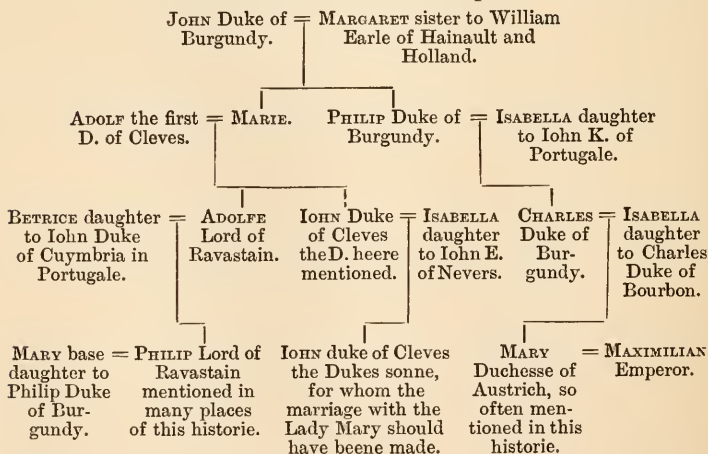 JOHN Duke of = MARGARET sister to William
Burgundy. Earle of Hainault and
Holland.
ADOLF the first = MARIE. PHILIP Duke of = ISABELLA daughter
D. of Cleves. Burgundy. to Iohn K. of
Portugale.
BETRICE daughter = ADOLFE IOHN Duke = ISABELLA CHARLES = ISABELLA
to Iohn Duke Lord of of Cleves daughter Duke of daughter
of Cuymbria in Ravastain. the D. heere to Iohn E. Bur- to Charles
Portugale. mentioned. of Nevers. gundy. Duke of
Bourbon.
MARY base = PHILIP Lord of IOHN duke of Cleves MARY = MAXIMILIAN
daughter to Ravastain the Dukes sonne, Duchesse of Emperor.
Philip Duke mentioned in for whom the Austrich, so
of Bur- many places marriage with the often men-
gundy. of this historie. Lady Mary should tioned in this
have beene made. historie.